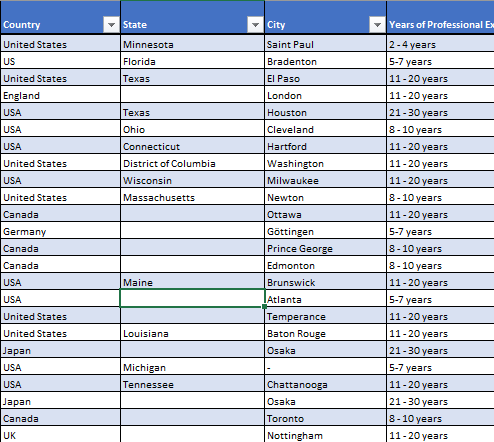 Country State City Years of Professional Ex
United States Minnesota Saint Paul 2 - 4 years
US Florida Bradenton 5-7 years
United States Texas El Paso 11 - 20 years
England London 11 - 20 years
USA Texas Houston 21 - 30 years
USA Ohio Cleveland 8 - 10 years
USA Connecticut Hartford 11 - 20 years
United States District of Columbia Washington 11 - 20 years
USA Wisconsin Milwaukee 11 - 20 years
United States Massachusetts Newton 8 - 10 years
Canada Ottawa 11 - 20 years
Germany Göttingen 5-7 years
Canada Prince George 8 - 10 years
Canada Edmonton 8 - 10 years
USA Maine Brunswick 11 - 20 years
USA Atlanta 5-7 years
United States Temperance 11 - 20 years
United States Louisiana Baton Rouge 11 - 20 years
Japan Osaka 21 - 30 years
USA Michigan - 5-7 years
USA Tennessee Chattanooga 11 - 20 years
Japan Osaka 21 - 30 years
Canada Toronto 8 - 10 years
UK Nottingham 11 - 20 years